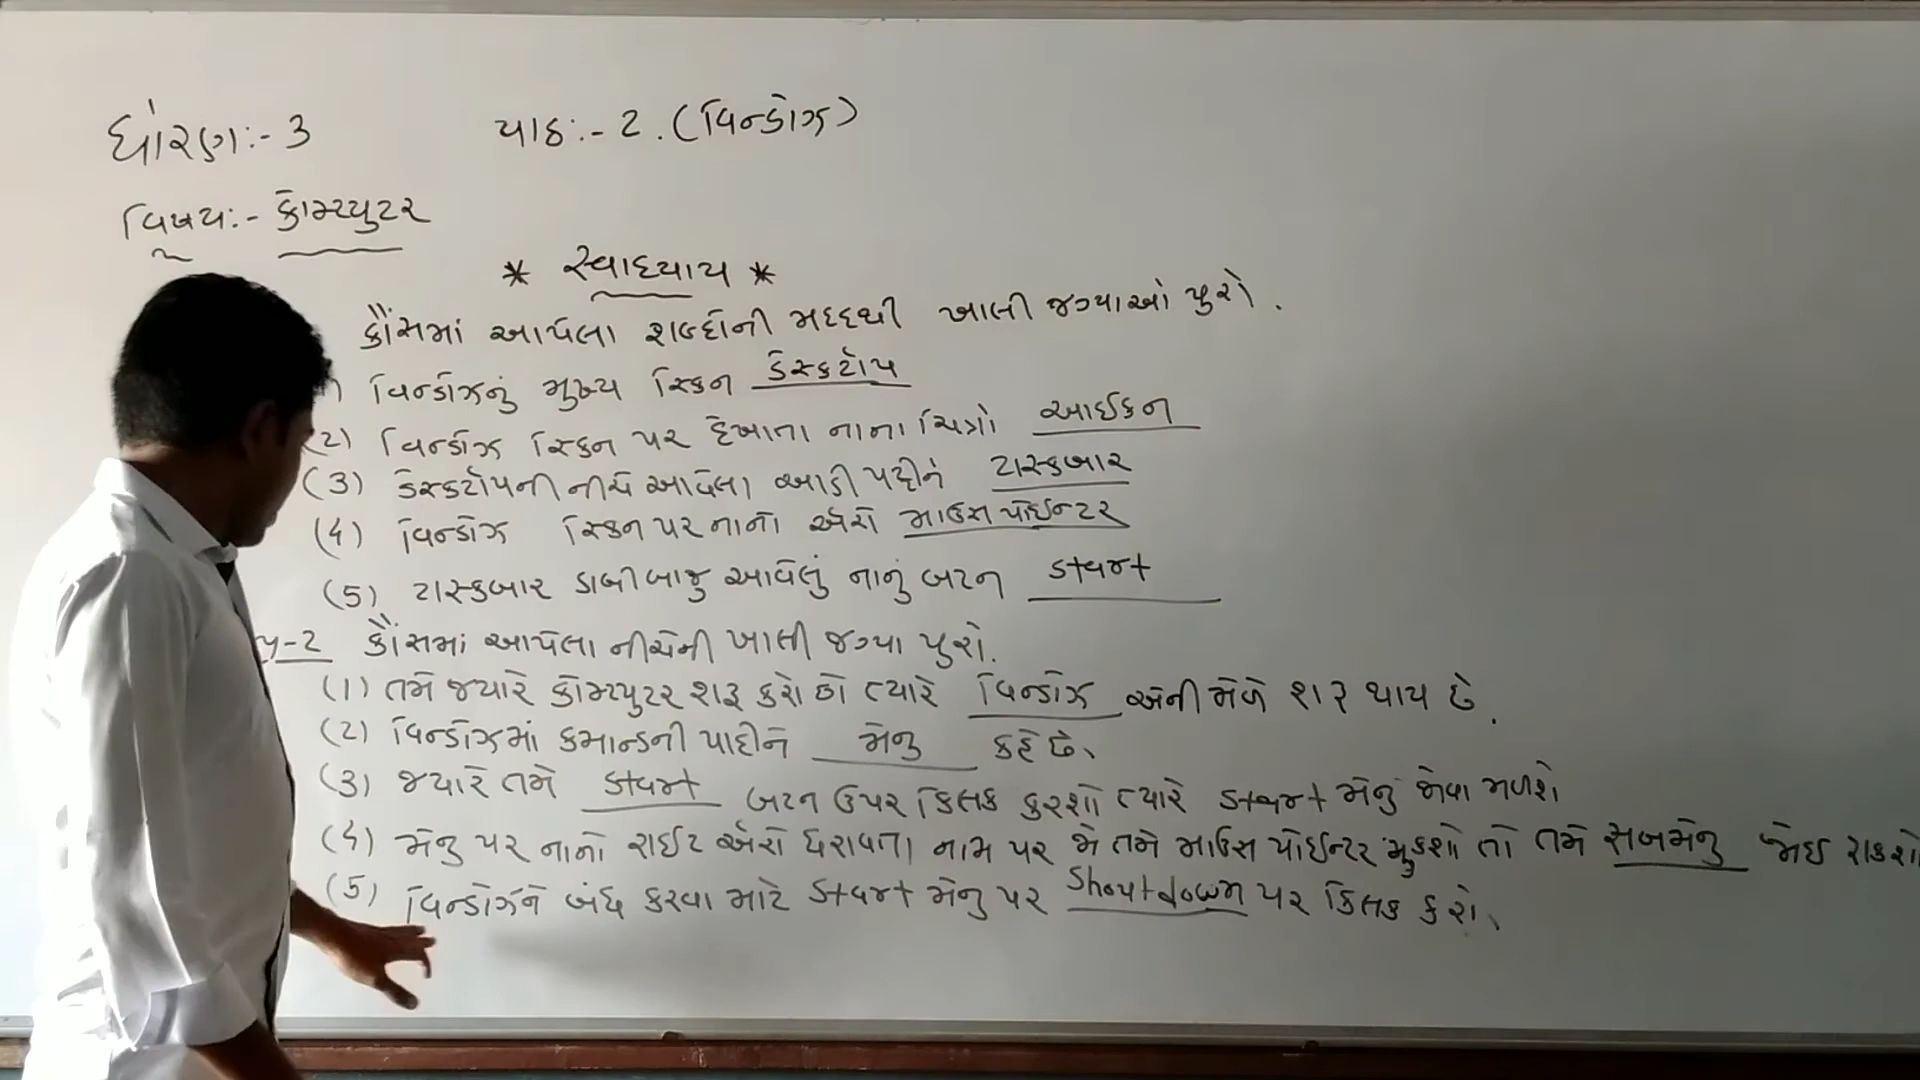 ધોરણ:- 3
પાઠ:- 2. (વિન્ડોઝ)
વિષય:- કોમ્પ્યુટર
* સ્વાધ્યાય *
કૌંસમાં આપેલા શબ્દોની મદદથી ખાલી જગ્યાઓ પુરો.
) વિન્ડોઝનું મુખ્ય સ્ક્રિન ડેસ્કટોપ
(2) વિન્ડોઝ સ્ક્રિન પર દેખાતા નાના ચિત્રો આઈકન
(3) ડેસ્કટોપની નીચે આવેલા આડી પટ્ટીને ટાસ્કબાર
(4) વિન્ડોઝ સ્ક્રિન પર નાનો એરો માઉસ પોઈન્ટર
(5) ટાસ્કબાર ડાબીબાજુ આવેલું નાનું બટન start
પ્ર-2 કૌંસમાં આપેલા નીચેની ખાલી જગ્યા પુરો.
(1) તમે જ્યારે કોમ્પ્યુટર શરૂ કરો છો ત્યારે વિન્ડોઝ એની મેળે શરૂ થાય છે.
(2) વિન્ડોઝમાં કમાન્ડની યાદીને મેનુ કહે છે.
(3) જ્યારે તમે start બટન ઉપર કિલક કરશો ત્યારે start મેનું જોવા મળશે
(4) મેનુ પર નાનો રાઈટ એરો ધરાવતા નામ પર જો તમે માઉસ પોઈન્ટર મુકશો તો તમે સબમેનુ જોઈ શકશો
(5) વિન્ડોઝને બંધ કરવા માટે start મેનુ પર Shoutdown પર કિલક કરો.